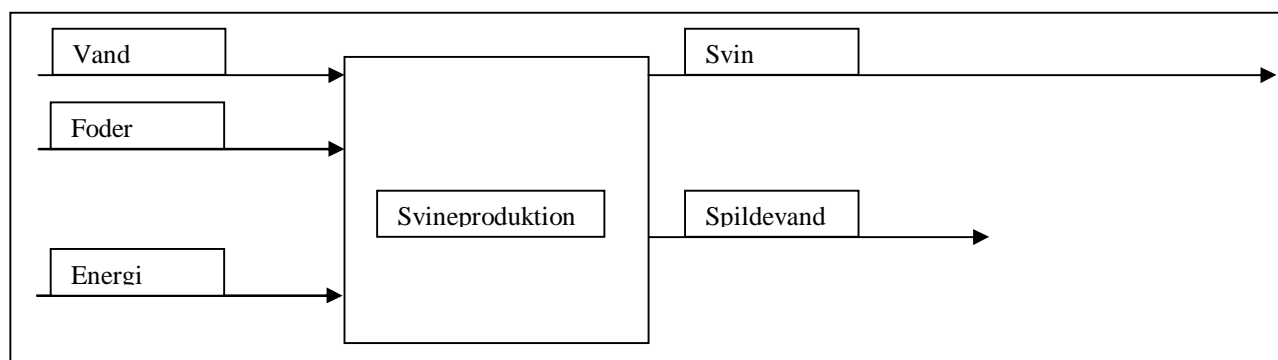 Vand
Svin
Foder
Svineproduktion
Spildevand
Energi